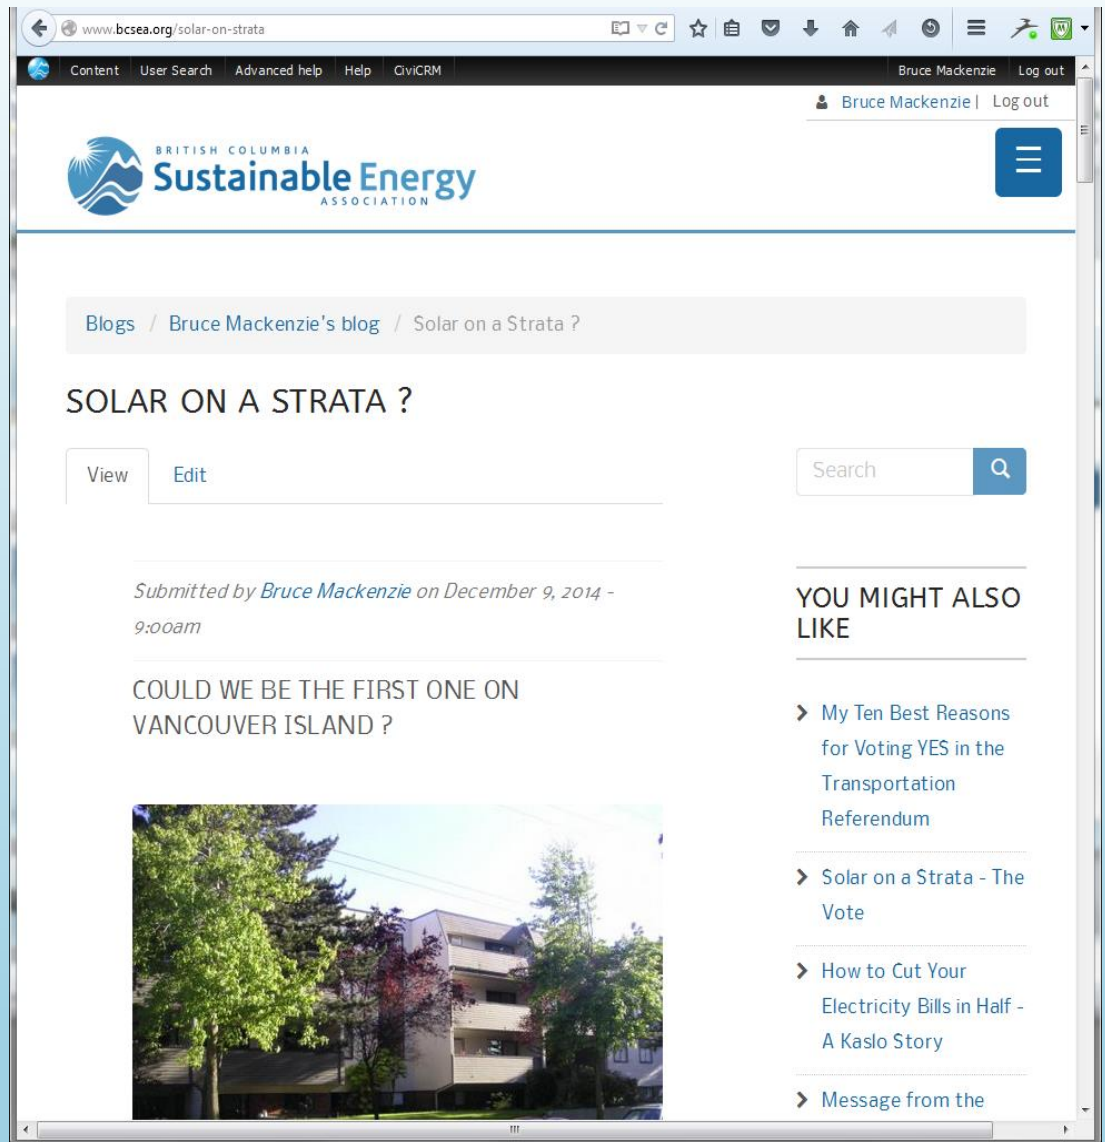 www.bcsea.org/solar-on-strata
Content User Search Advanced help Help CiviCRM Bruce Mackenzie Log out
Bruce Mackenzie | Log out
BRITISH COLUMBIA
Sustainable Energy
ASSOCIATION
Blogs / Bruce Mackenzie's blog / Solar on a Strata ?
SOLAR ON A STRATA ?
View Edit
Search
Submitted by Bruce Mackenzie on December 9, 2014 -
9:00am
COULD WE BE THE FIRST ONE ON
VANCOUVER ISLAND ?
YOU MIGHT ALSO
LIKE
My Ten Best Reasons
for Voting YES in the
Transportation
Referendum
Solar on a Strata - The
Vote
How to Cut Your
Electricity Bills in Half -
A Kaslo Story
Message from the